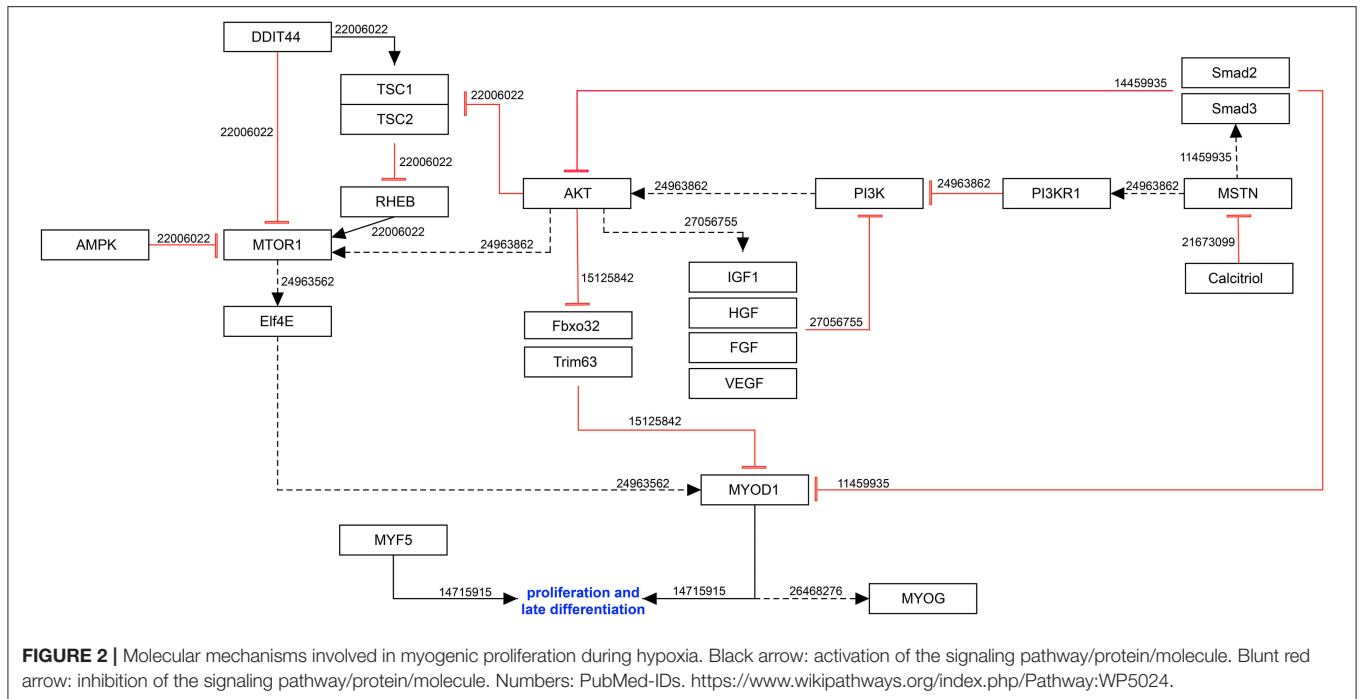 DDIT44
22006022
TSC1
TSC2
22006022
22006022
22006022
RHEB
22006022
AMPK
22006022
MTOR1
24963562
Elf4E
24963862
AKT
24963862
PI3K
24963862
PI3KR1
24963862
MSTN
14459935
Smad2
Smad3
11459935
21673099
Calcitriol
27056755
IGF1
HGF
FGF
VEGF
27056755
15125842
Fbxo32
Trim63
15125842
24963562
MYOD1
11459935
MYF5
14715915
proliferation and
late differentiation
14715915
26468276
MYOG
FIGURE 2 | Molecular mechanisms involved in myogenic proliferation during hypoxia. Black arrow: activation of the signaling pathway/protein/molecule. Blunt red
arrow: inhibition of the signaling pathway/protein/molecule. Numbers: PubMed-IDs. https://www.wikipathways.org/index.php/Pathway:WP5024.